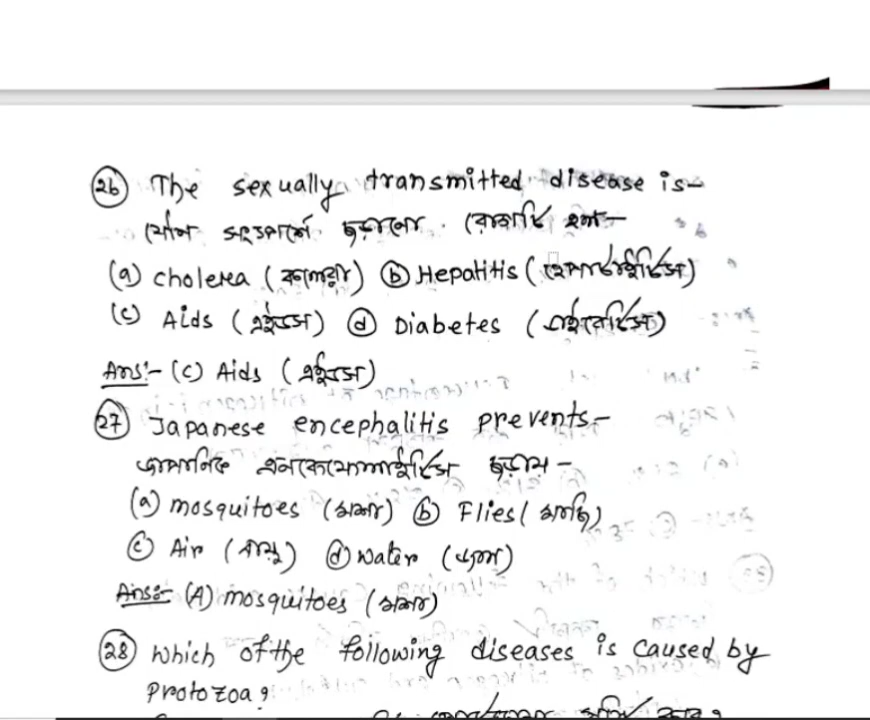 26 The sexually transmitted disease is-
যৌন সংস্পর্শে ছড়ানো রোগটি হল-
(a) cholera (কলেরা) (b) Hepatitis (হেপাটাইটিস)
(c) Aids (এইডস) (d) Diabetes (ডাইবেটিস)
Ans:- (c) Aids (এইডস)
27 Japanese encephalitis prevents-
জাপানিজ এনকেফেলাইটিস ছড়ায় -
(a) mosquitoes (মশা) (b) Flies (মাছি)
(c) Air (বায়ু) (d) water (জল)
Ans:- (A) mosquitoes (মশা)
28 which of the following diseases is caused by
Protozoa?